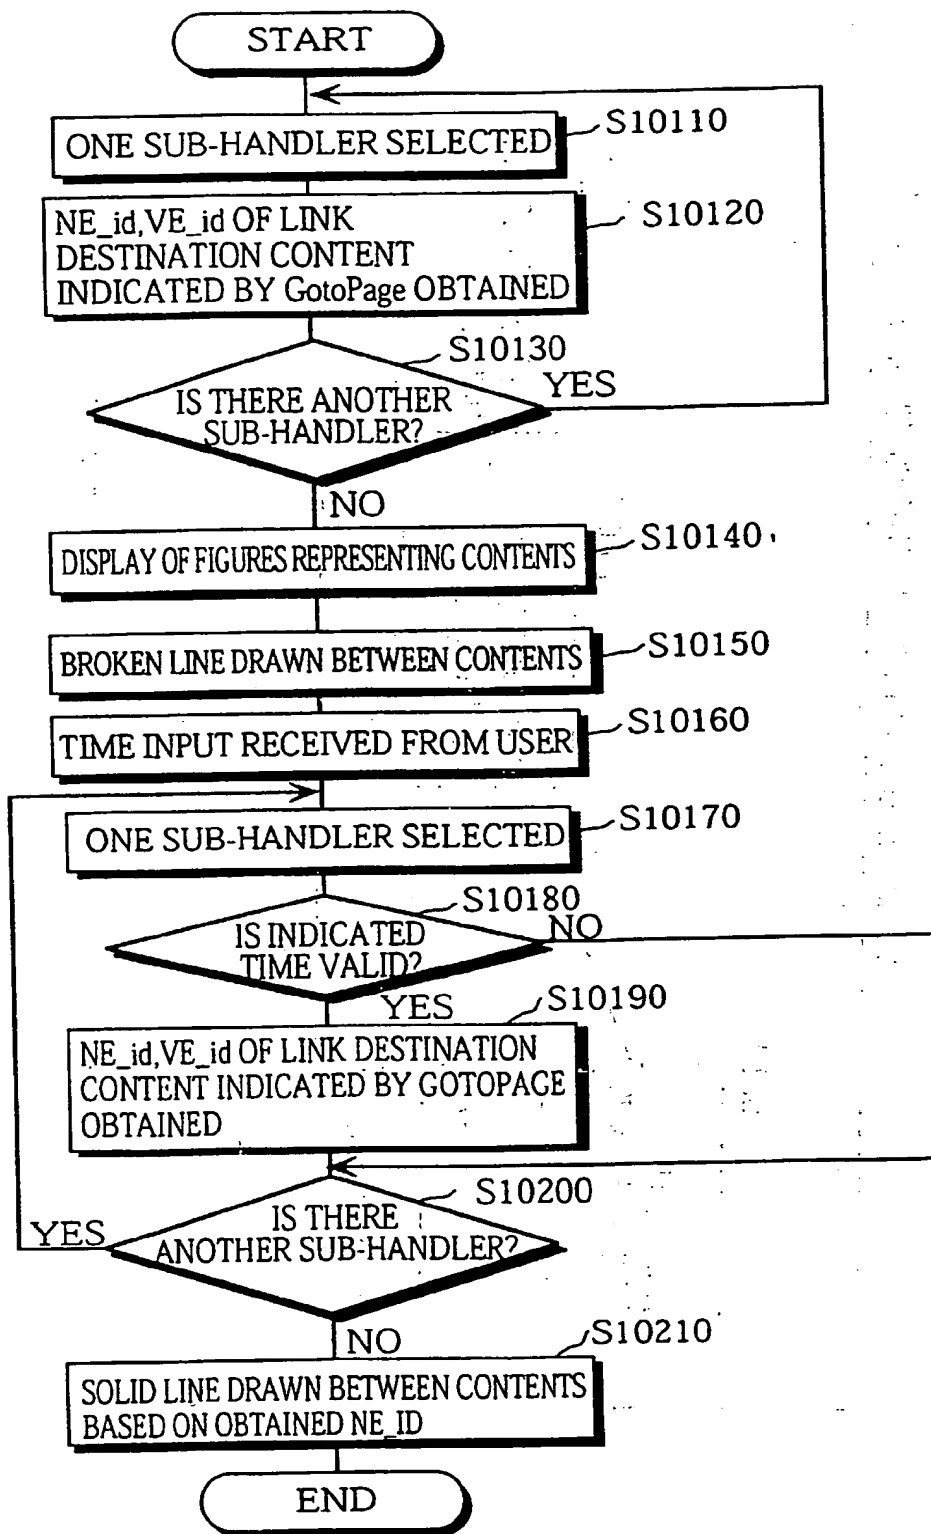 START
ONE SUB-HANDLER SELECTED
S10110
NE_id,VE_id OF LINK
DESTINATION CONTENT
INDICATED BY GotoPage OBTAINED
S10120
S10130
IS THERE ANOTHER
SUB-HANDLER?
YES
NO
DISPLAY OF FIGURES REPRESENTING CONTENTS
S10140
BROKEN LINE DRAWN BETWEEN CONTENTS
S10150
TIME INPUT RECEIVED FROM USER
S10160
ONE SUB-HANDLER SELECTED
S10170
S10180
IS INDICATED
TIME VALID?
NO
YES
S10190
NE_id,VE_id OF LINK DESTINATION
CONTENT INDICATED BY GOTOPAGE
OBTAINED
S10200
IS THERE
ANOTHER SUB-HANDLER?
YES
NO
S10210
SOLID LINE DRAWN BETWEEN CONTENTS
BASED ON OBTAINED NE_ID
END